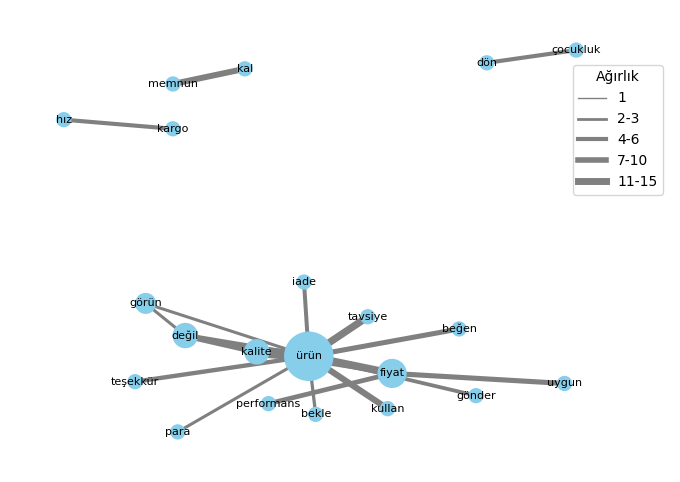 çocukluk
dön
kal
memnun
Ağırlık
1
2-3
4-6
7-10
11-15
hız
kargo
iade
görün
tavsiye
beğen
değil
kalite
ürün
fiyat
teşekkür
uygun
gönder
performans
kullan
bekle
para